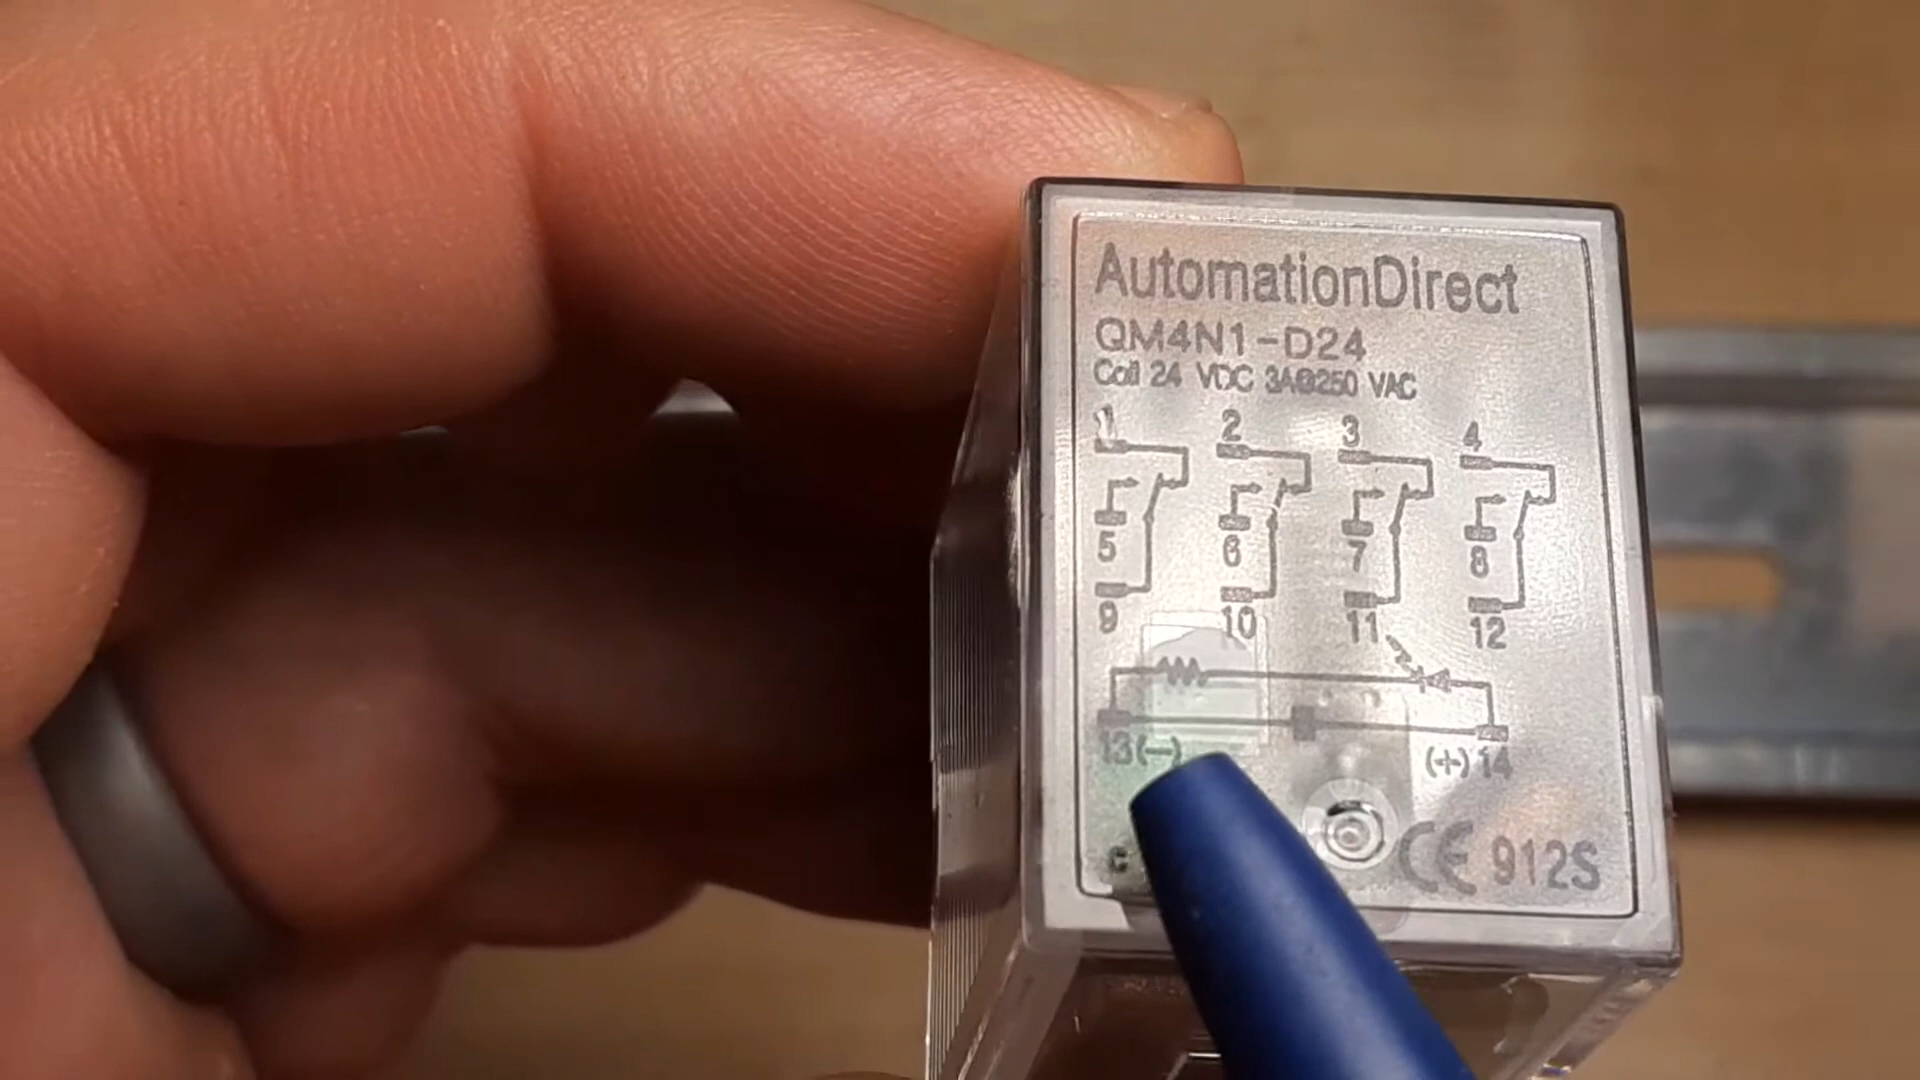 AutomationDirect
QM4N1-D24
Coil 24 VDC 3A@250 VAC
1 2 3 4
5 6 7 8
9 10 11 12
13(-) (+)14
C
CE 912S